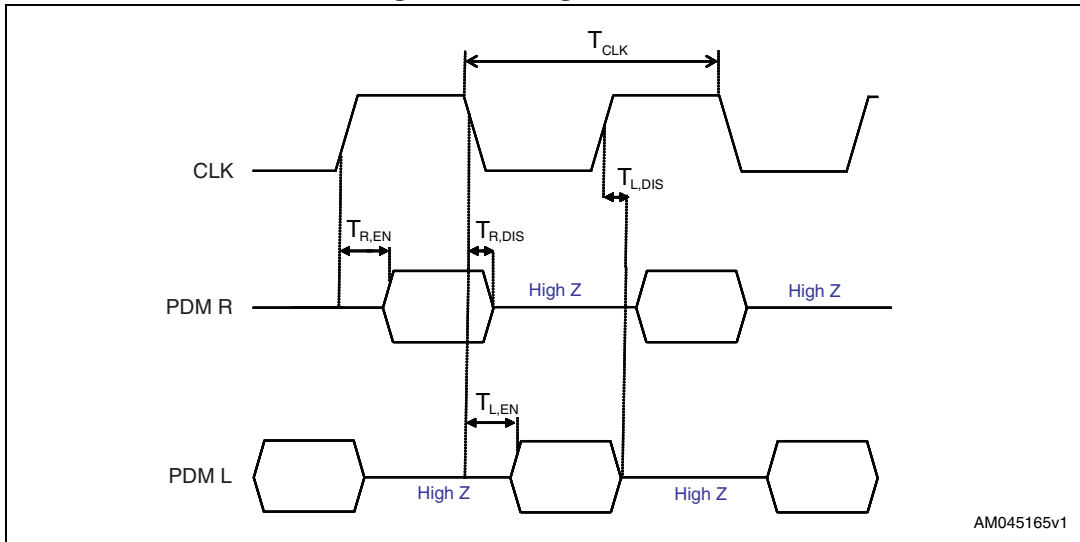 T_CLK
CLK
T_L,DIS
T_R,EN
T_R,DIS
PDM R
High Z
High Z
T_L,EN
PDM L
High Z
High Z
AM045165v1